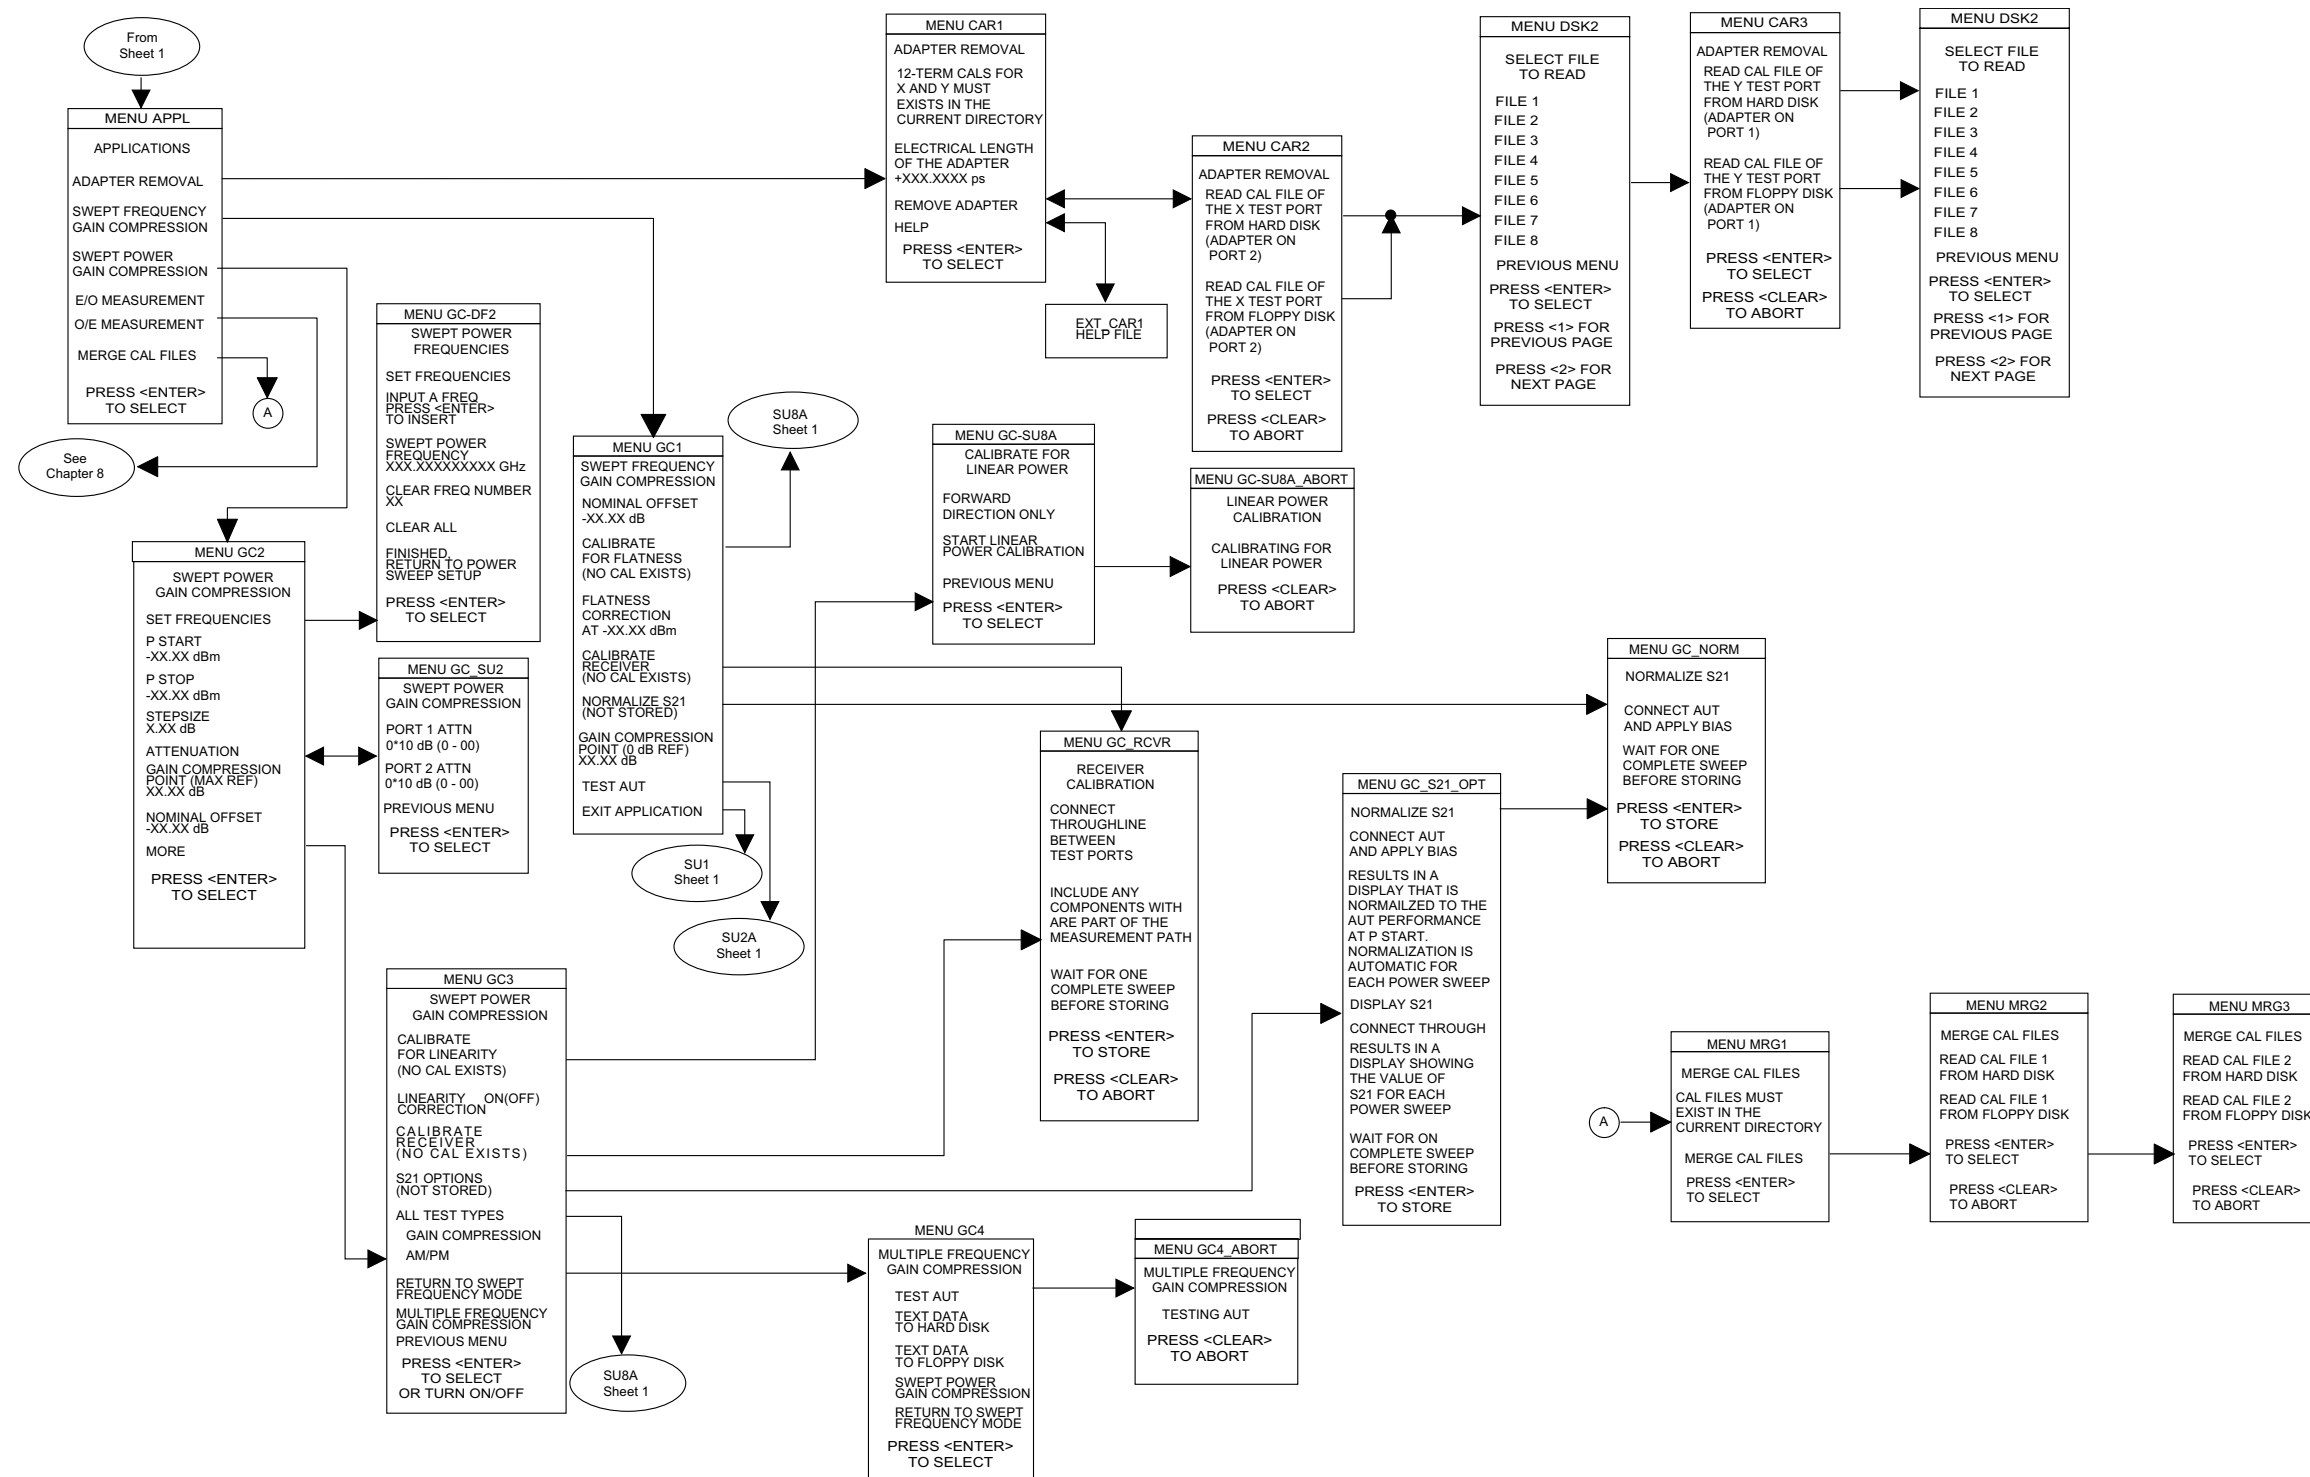 From
Sheet 1
MENU APPL
APPLICATIONS
ADAPTER REMOVAL
SWEPT FREQUENCY
GAIN COMPRESSION
SWEPT POWER
GAIN COMPRESSION
E/O MEASUREMENT
O/E MEASUREMENT
MERGE CAL FILES
PRESS <ENTER>
TO SELECT
A
See
Chapter 8
MENU GC2
SWEPT POWER
GAIN COMPRESSION
SET FREQUENCIES
P START
-XX.XX dBm
P STOP
-XX.XX dBm
STEPSIZE
X.XX dB
ATTENUATION
GAIN COMPRESSION
POINT (MAX REF)
XX.XX dB
NOMINAL OFFSET
-XX.XX dB
MORE
PRESS <ENTER>
TO SELECT
MENU GC-DF2
SWEPT POWER
FREQUENCIES
SET FREQUENCIES
INPUT A FREQ
PRESS <ENTER>
TO INSERT
SWEPT POWER
FREQUENCY
XXX.XXXXXXXXX GHz
CLEAR FREQ NUMBER
XX
CLEAR ALL
FINISHED,
RETURN TO POWER
SWEEP SETUP
PRESS <ENTER>
TO SELECT
MENU GC_SU2
SWEPT POWER
GAIN COMPRESSION
PORT 1 ATTN
0*10 dB (0 - 00)
PORT 2 ATTN
0*10 dB (0 - 00)
PREVIOUS MENU
PRESS <ENTER>
TO SELECT
MENU GC3
SWEPT POWER
GAIN COMPRESSION
CALIBRATE
FOR LINEARITY
(NO CAL EXISTS)
LINEARITY ON(OFF)
CORRECTION
CALIBRATE
RECEIVER
(NO CAL EXISTS)
S21 OPTIONS
(NOT STORED)
ALL TEST TYPES
GAIN COMPRESSION
AM/PM
RETURN TO SWEPT
FREQUENCY MODE
MULTIPLE FREQUENCY
GAIN COMPRESSION
PREVIOUS MENU
PRESS <ENTER>
TO SELECT
OR TURN ON/OFF
MENU GC1
SWEPT FREQUENCY
GAIN COMPRESSION
NOMINAL OFFSET
-XX.XX dB
CALIBRATE
FOR FLATNESS
(NO CAL EXISTS)
FLATNESS
CORRECTION
AT -XX.XX dBm
CALIBRATE
RECEIVER
(NO CAL EXISTS)
NORMALIZE S21
(NOT STORED)
GAIN COMPRESSION
POINT (0 dB REF)
XX.XX dB
TEST AUT
EXIT APPLICATION
SU8A
Sheet 1
SU1
Sheet 1
SU2A
Sheet 1
SU8A
Sheet 1
MENU CAR1
ADAPTER REMOVAL
12-TERM CALS FOR
X AND Y MUST
EXISTS IN THE
CURRENT DIRECTORY
ELECTRICAL LENGTH
OF THE ADAPTER
+XXX.XXXX ps
REMOVE ADAPTER
HELP
PRESS <ENTER>
TO SELECT
EXT_CAR1
HELP FILE
MENU CAR2
ADAPTER REMOVAL
READ CAL FILE OF
THE X TEST PORT
FROM HARD DISK
(ADAPTER ON
PORT 2)
READ CAL FILE OF
THE X TEST PORT
FROM FLOPPY DISK
(ADAPTER ON
PORT 2)
PRESS <ENTER>
TO SELECT
PRESS <CLEAR>
TO ABORT
MENU DSK2
SELECT FILE
TO READ
FILE 1
FILE 2
FILE 3
FILE 4
FILE 5
FILE 6
FILE 7
FILE 8
PREVIOUS MENU
PRESS <ENTER>
TO SELECT
PRESS <1> FOR
PREVIOUS PAGE
PRESS <2> FOR
NEXT PAGE
MENU CAR3
ADAPTER REMOVAL
READ CAL FILE OF
THE Y TEST PORT
FROM HARD DISK
(ADAPTER ON
PORT 1)
READ CAL FILE OF
THE Y TEST PORT
FROM FLOPPY DISK
(ADAPTER ON
PORT 1)
PRESS <ENTER>
TO SELECT
PRESS <CLEAR>
TO ABORT
MENU DSK2
SELECT FILE
TO READ
FILE 1
FILE 2
FILE 3
FILE 4
FILE 5
FILE 6
FILE 7
FILE 8
PREVIOUS MENU
PRESS <ENTER>
TO SELECT
PRESS <1> FOR
PREVIOUS PAGE
PRESS <2> FOR
NEXT PAGE
MENU GC-SU8A
CALIBRATE FOR
LINEAR POWER
FORWARD
DIRECTION ONLY
START LINEAR
POWER CALIBRATION
PREVIOUS MENU
PRESS <ENTER>
TO SELECT
MENU GC-SU8A_ABORT
LINEAR POWER
CALIBRATION
CALIBRATING FOR
LINEAR POWER
PRESS <CLEAR>
TO ABORT
MENU GC_RCVR
RECEIVER
CALIBRATION
CONNECT
THROUGHLINE
BETWEEN
TEST PORTS
INCLUDE ANY
COMPONENTS WITH
ARE PART OF THE
MEASUREMENT PATH
WAIT FOR ONE
COMPLETE SWEEP
BEFORE STORING
PRESS <ENTER>
TO STORE
PRESS <CLEAR>
TO ABORT
MENU GC_S21_OPT
NORMALIZE S21
CONNECT AUT
AND APPLY BIAS
RESULTS IN A
DISPLAY THAT IS
NORMAILZED TO THE
AUT PERFORMANCE
AT P START.
NORMALIZATION IS
AUTOMATIC FOR
EACH POWER SWEEP
DISPLAY S21
CONNECT THROUGH
RESULTS IN A
DISPLAY SHOWING
THE VALUE OF
S21 FOR EACH
POWER SWEEP
WAIT FOR ON
COMPLETE SWEEP
BEFORE STORING
PRESS <ENTER>
TO STORE
MENU GC_NORM
NORMALIZE S21
CONNECT AUT
AND APPLY BIAS
WAIT FOR ONE
COMPLETE SWEEP
BEFORE STORING
PRESS <ENTER>
TO STORE
PRESS <CLEAR>
TO ABORT
MENU GC4
MULTIPLE FREQUENCY
GAIN COMPRESSION
TEST AUT
TEXT DATA
TO HARD DISK
TEXT DATA
TO FLOPPY DISK
SWEPT POWER
GAIN COMPRESSION
RETURN TO SWEPT
FREQUENCY MODE
PRESS <ENTER>
TO SELECT
MENU GC4_ABORT
MULTIPLE FREQUENCY
GAIN COMPRESSION
TESTING AUT
PRESS <CLEAR>
TO ABORT
A
MENU MRG1
MERGE CAL FILES
CAL FILES MUST
EXIST IN THE
CURRENT DIRECTORY
MERGE CAL FILES
PRESS <ENTER>
TO SELECT
MENU MRG2
MERGE CAL FILES
READ CAL FILE 1
FROM HARD DISK
READ CAL FILE 1
FROM FLOPPY DISK
PRESS <ENTER>
TO SELECT
PRESS <CLEAR>
TO ABORT
MENU MRG3
MERGE CAL FILES
READ CAL FILE 2
FROM HARD DISK
READ CAL FILE 2
FROM FLOPPY DISK
PRESS <ENTER>
TO SELECT
PRESS <CLEAR>
TO ABORT